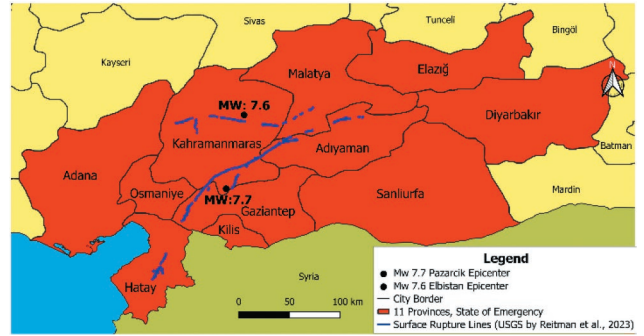 Sivas
Tunceli
Bingöl
Kayseri
Malatya
Elazığ
N
MW: 7.6
Diyarbakır
Kahramanmaras
Adıyaman
Batman
Adana
Osmaniye
MW:7.7
Gaziantep
Sanliurfa
Mardin
Kilis
Hatay
Syria
0 50 100 km
Legend
Mw 7.7 Pazarcik Epicenter
Mw 7.6 Elbistan Epicenter
City Border
11 Provinces, State of Emergency
Surface Rupture Lines (USGS by Reitman et al., 2023)